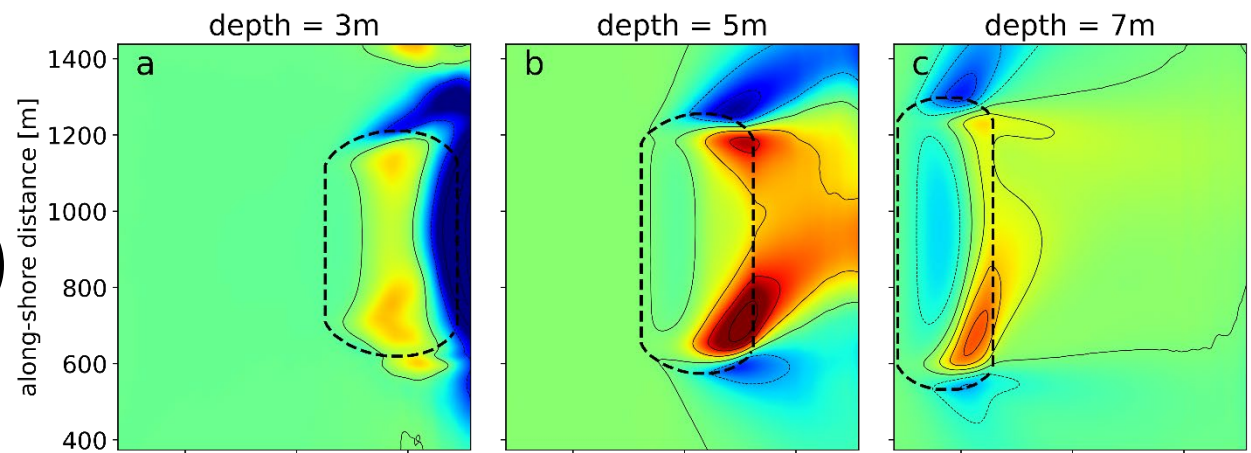 depth = 3m
depth = 5m
depth = 7m
a
b
c
along-shore distance [m]
1400
1200
1000
800
600
400